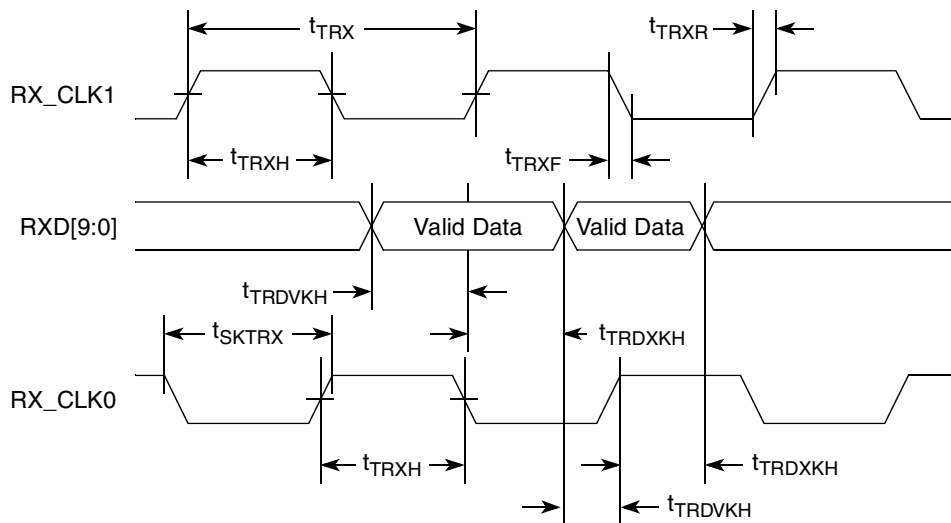 tTRX
tTRXR
RX_CLK1
tTRXH
tTRXF
RXD[9:0]
Valid Data
Valid Data
tTRDVKH
tSKTRX
tTRDXKH
RX_CLK0
tTRXH
tTRDXKH
tTRDVKH